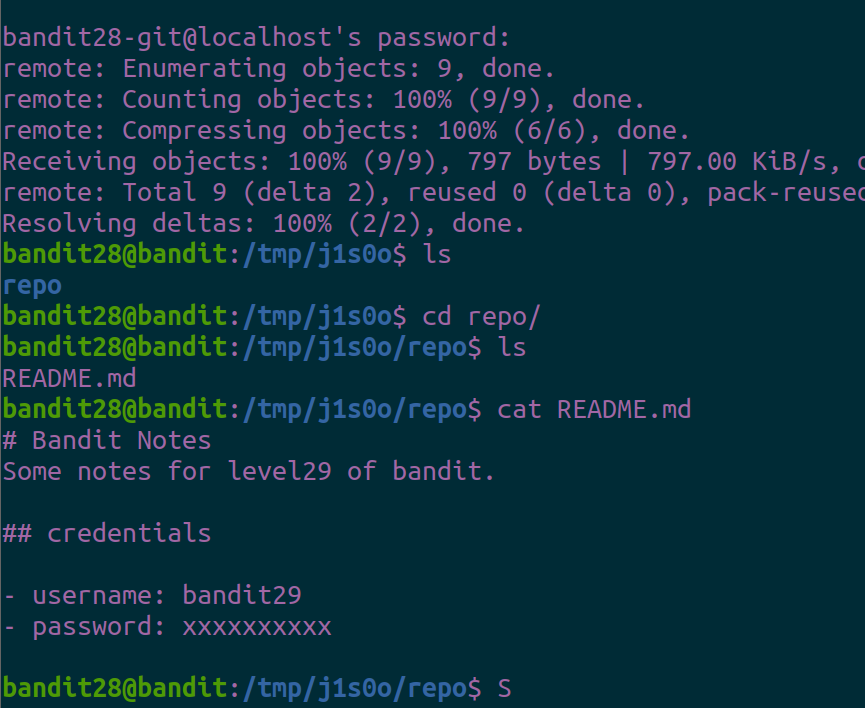 bandit28-git@localhost's password:
remote: Enumerating objects: 9, done.
remote: Counting objects: 100% (9/9), done.
remote: Compressing objects: 100% (6/6), done.
Receiving objects: 100% (9/9), 797 bytes | 797.00 KiB/s,
remote: Total 9 (delta 2), reused 0 (delta 0), pack-reused
Resolving deltas: 100% (2/2), done.
bandit28@bandit:/tmp/j1s0o$ ls
repo
bandit28@bandit:/tmp/j1s0o$ cd repo/
bandit28@bandit:/tmp/j1s0o/repo$ ls
README.md
bandit28@bandit:/tmp/j1s0o/repo$ cat README.md
# Bandit Notes
Some notes for level29 of bandit.
## credentials
- username: bandit29
- password: xxxxxxxxxx
bandit28@bandit:/tmp/j1s0o/repo$ S